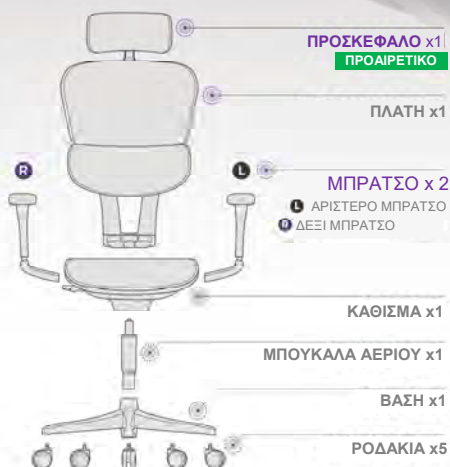 ΠΡΟΣΚΕΦΑΛΟ x1
ΠΡΟΑΙΡΕΤΙΚΟ
ΠΛΑΤΗ x1
R
L
ΜΠΡΑΤΣΟ x 2
L ΑΡΙΣΤΕΡΟ ΜΠΡΑΤΣΟ
R ΔΕΞΙ ΜΠΡΑΤΣΟ
ΚΑΘΙΣΜΑ x1
ΜΠΟΥΚΑΛΑ ΑΕΡΙΟΥ x1
ΒΑΣΗ x1
ΡΟΔΑΚΙΑ x5